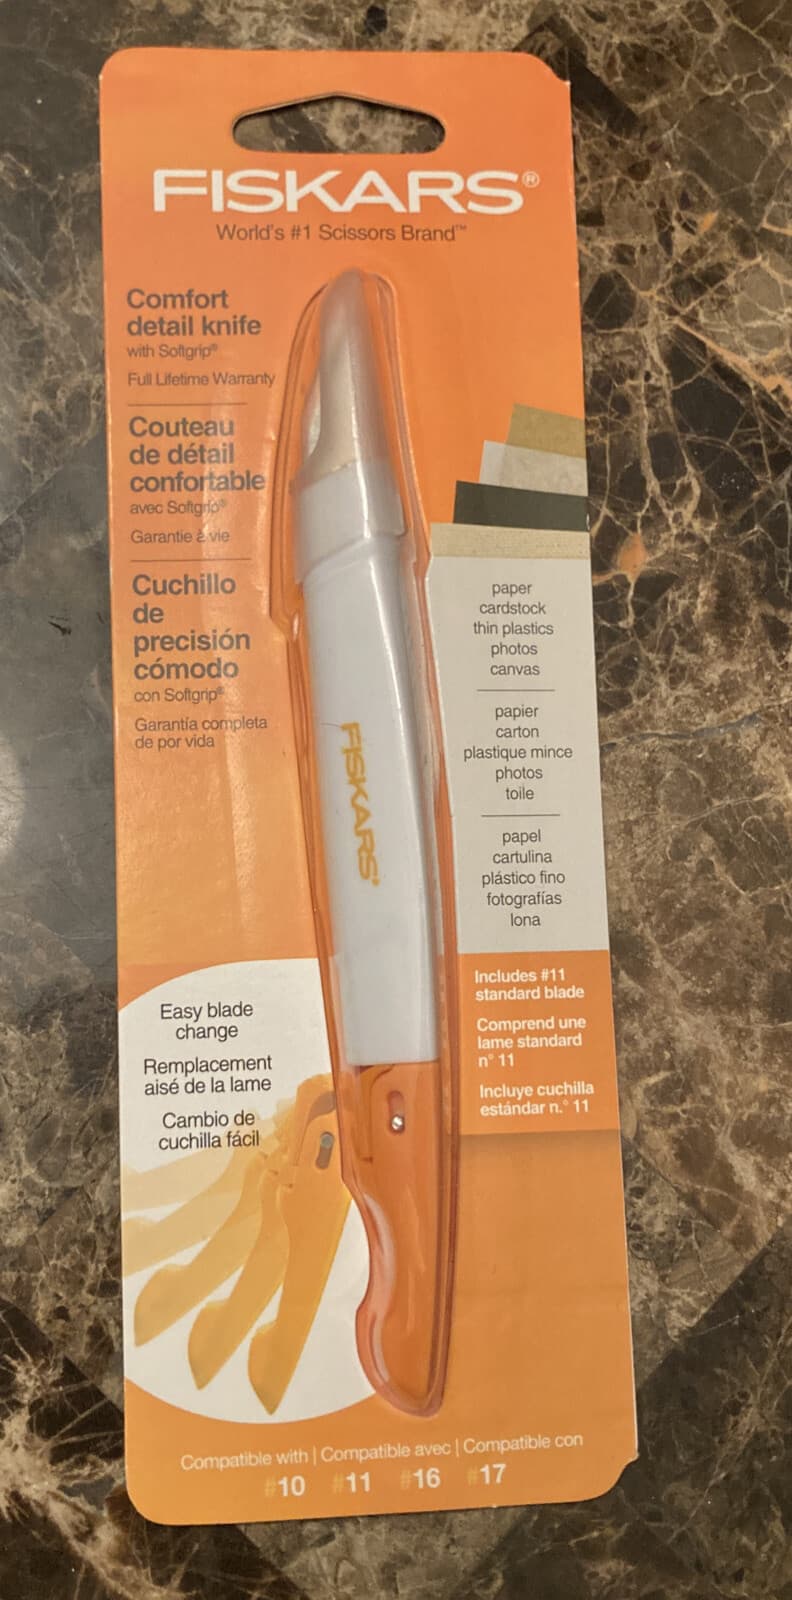 FISKARS®
World's #1 Scissors Brand™
Comfort
detail knife
with Softgrip®
Full Lifetime Warranty
Couteau
de détail
confortable
avec Softgrip®
Garantie à vie
Cuchillo
de
precisión
cómodo
con Softgrip®
Garantía completa
de por vida
FISKARS®
paper
cardstock
thin plastics
photos
canvas
papier
carton
plastique mince
photos
toile
papel
cartulina
plástico fino
fotografías
lona
Includes #11
standard blade
Comprend une
lame standard
n° 11
Incluye cuchilla
estándar n.° 11
Easy blade
change
Remplacement
aisé de la lame
Cambio de
cuchilla fácil
Compatible with | Compatible avec | Compatible con
#10 #11 #16 #17